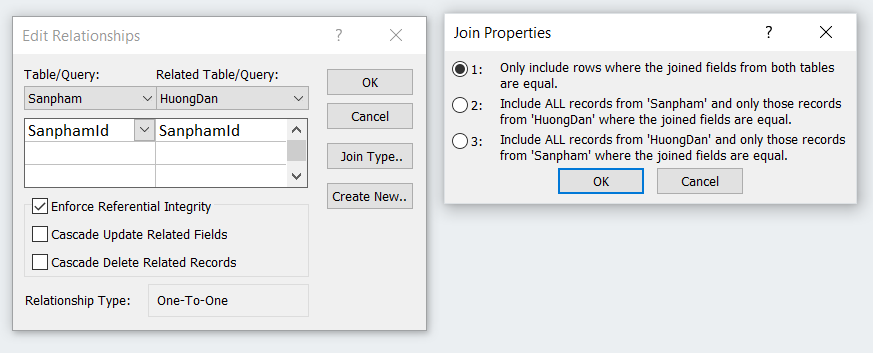 Edit Relationships ?
Table/Query: Related Table/Query:
Sanpham HuongDan
SanphamId SanphamId
OK
Cancel
Join Type..
Create New..
Enforce Referential Integrity
Cascade Update Related Fields
Cascade Delete Related Records
Relationship Type: One-To-One
Join Properties ?
1: Only include rows where the joined fields from both tables
are equal.
2: Include ALL records from 'Sanpham' and only those records
from 'HuongDan' where the joined fields are equal.
3: Include ALL records from 'HuongDan' and only those records
from 'Sanpham' where the joined fields are equal.
OK Cancel